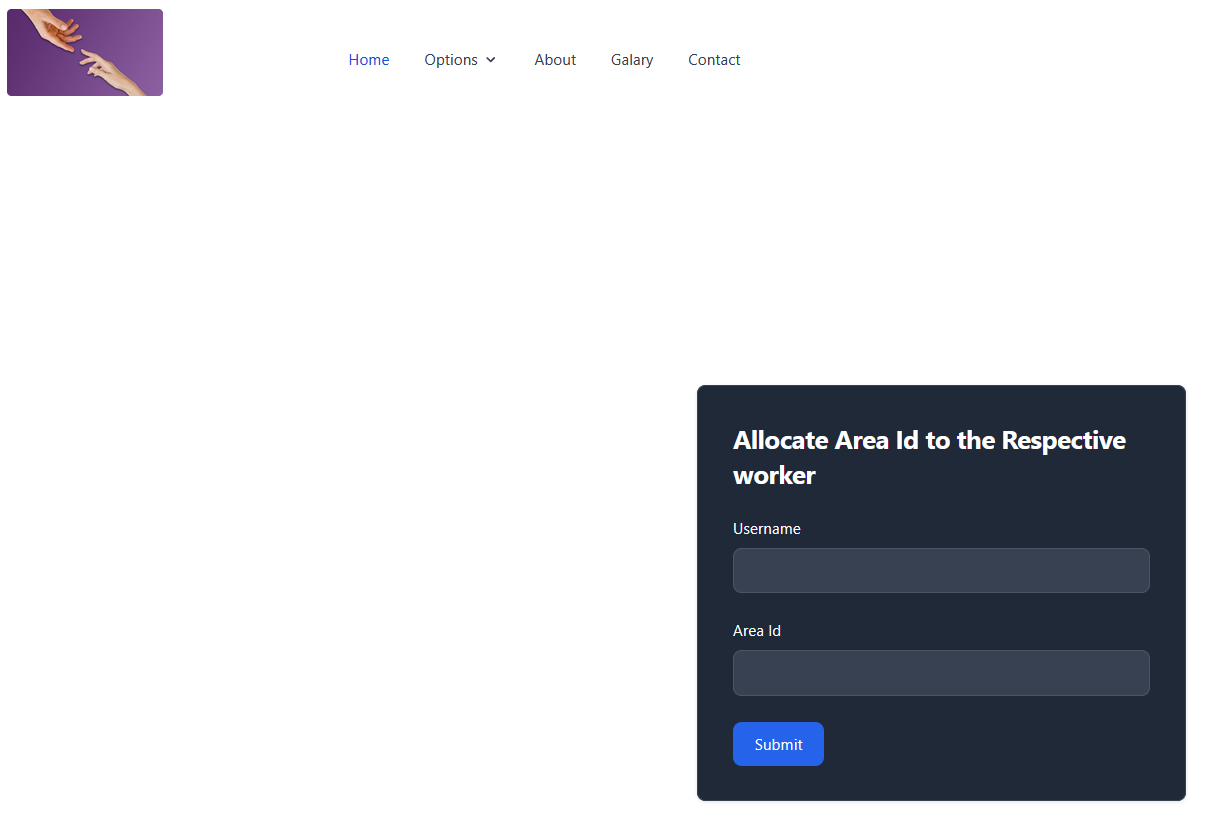 Home Options About Galary Contact
Allocate Area Id to the Respective
worker
Username
Area Id
Submit